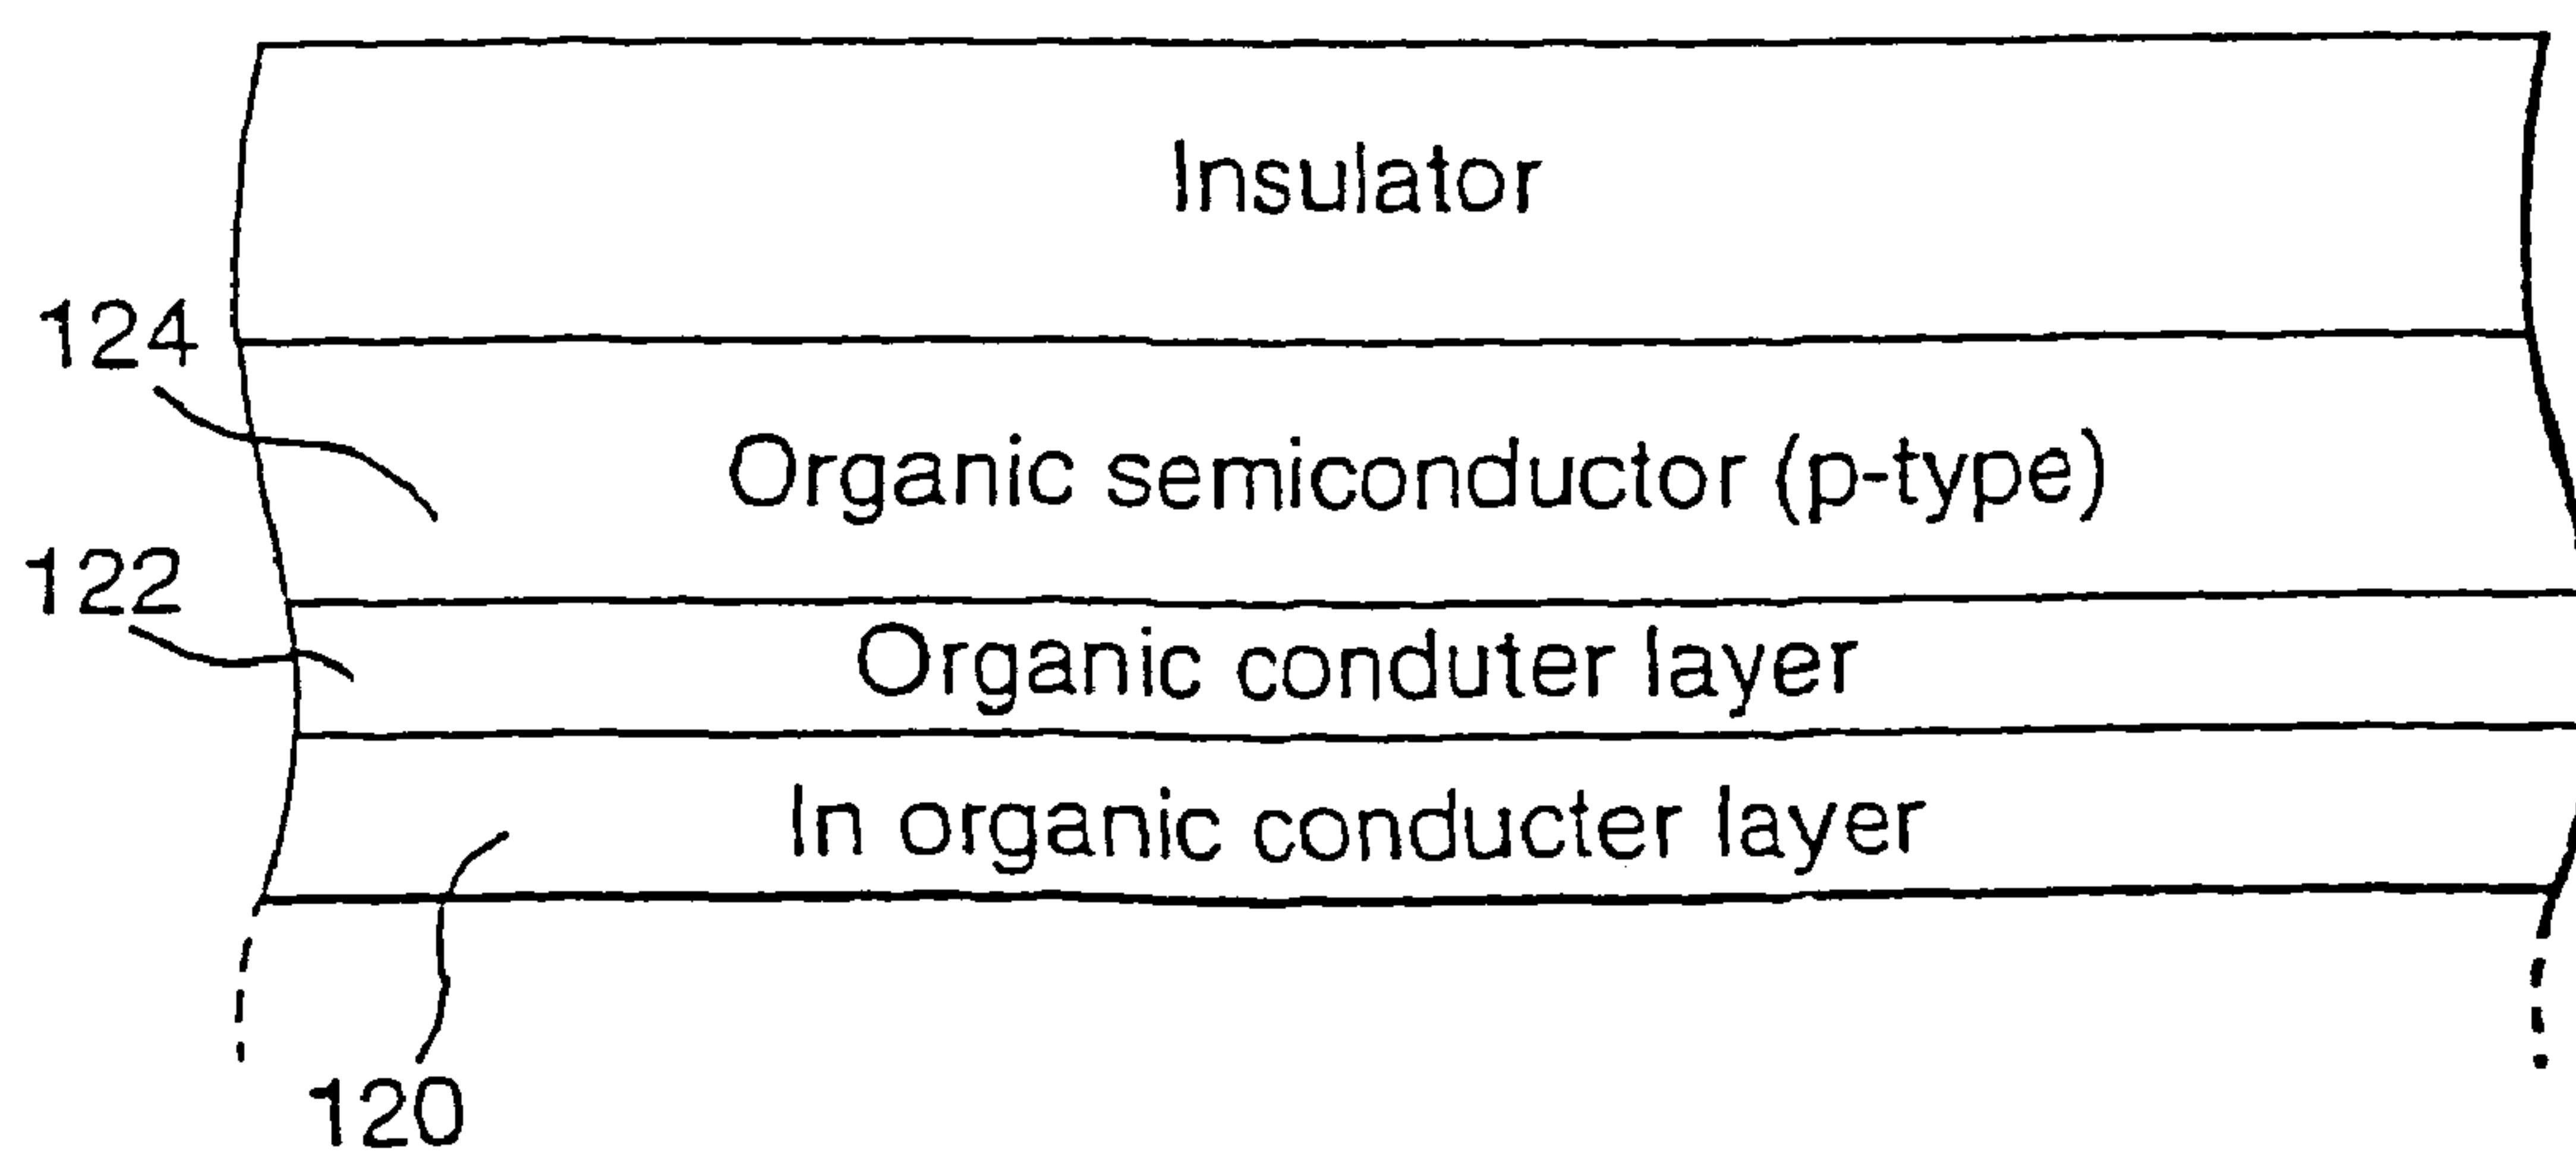 Insulator
124
Organic semiconductor (p-type)
122
Organic conduter layer
In organic conducter layer
120